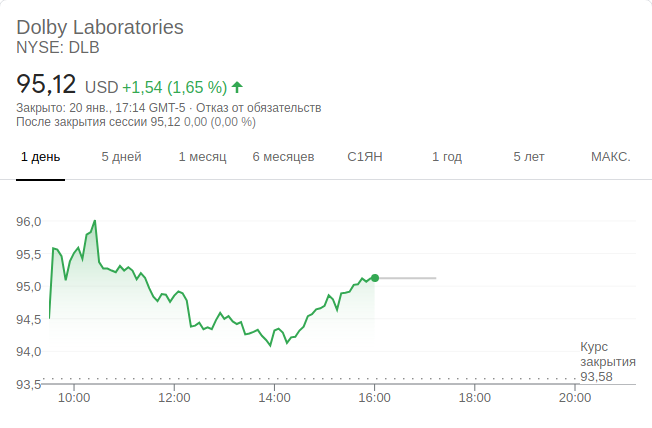 Dolby Laboratories
NYSE: DLB
95,12 USD +1,54 (1,65 %)
Закрыто: 20 янв., 17:14 GMT-5 · Отказ от обязательств
После закрытия сессии 95,12 0,00 (0,00 %)
1 день 5 дней 1 месяц 6 месяцев С1ЯН 1 год 5 лет МАКС.
96,0
95,5
95,0
94,5
94,0
93,5
Курс
закрытия
93,58
10:00 12:00 14:00 16:00 18:00 20:00